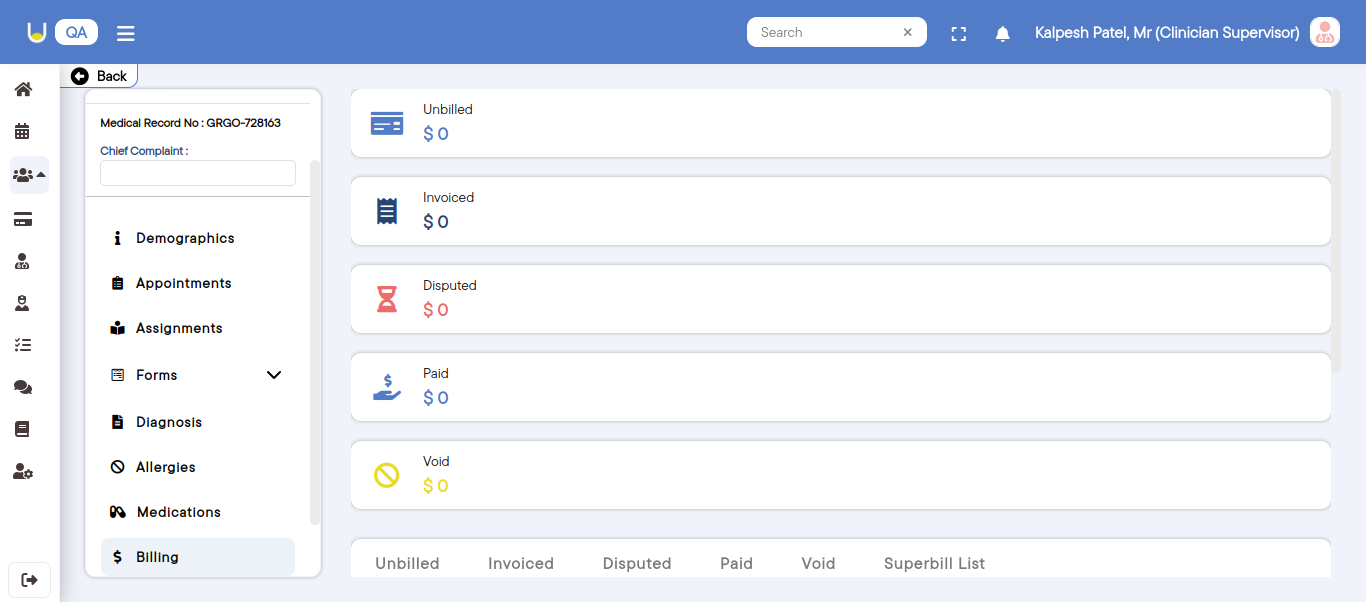 QA
Search
Kalpesh Patel, Mr (Clinician Supervisor)
Back
Medical Record No : GRGO-728163
Chief Complaint :
Demographics
Appointments
Assignments
Forms
Diagnosis
Allergies
Medications
Billing
Unbilled
$ 0
Invoiced
$ 0
Disputed
$ 0
Paid
$ 0
Void
$ 0
Unbilled Invoiced Disputed Paid Void Superbill List